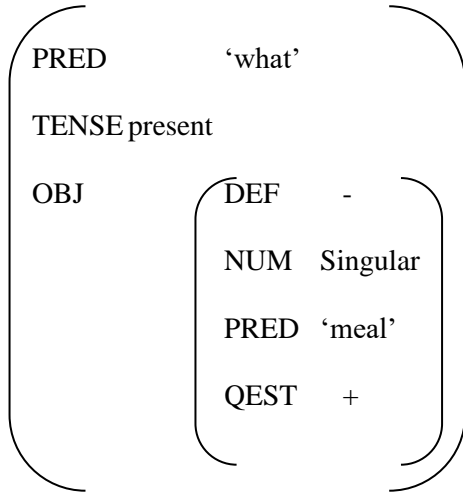 PRED ‘what’
TENSE present
OBJ DEF -
NUM Singular
PRED ‘meal’
QEST +